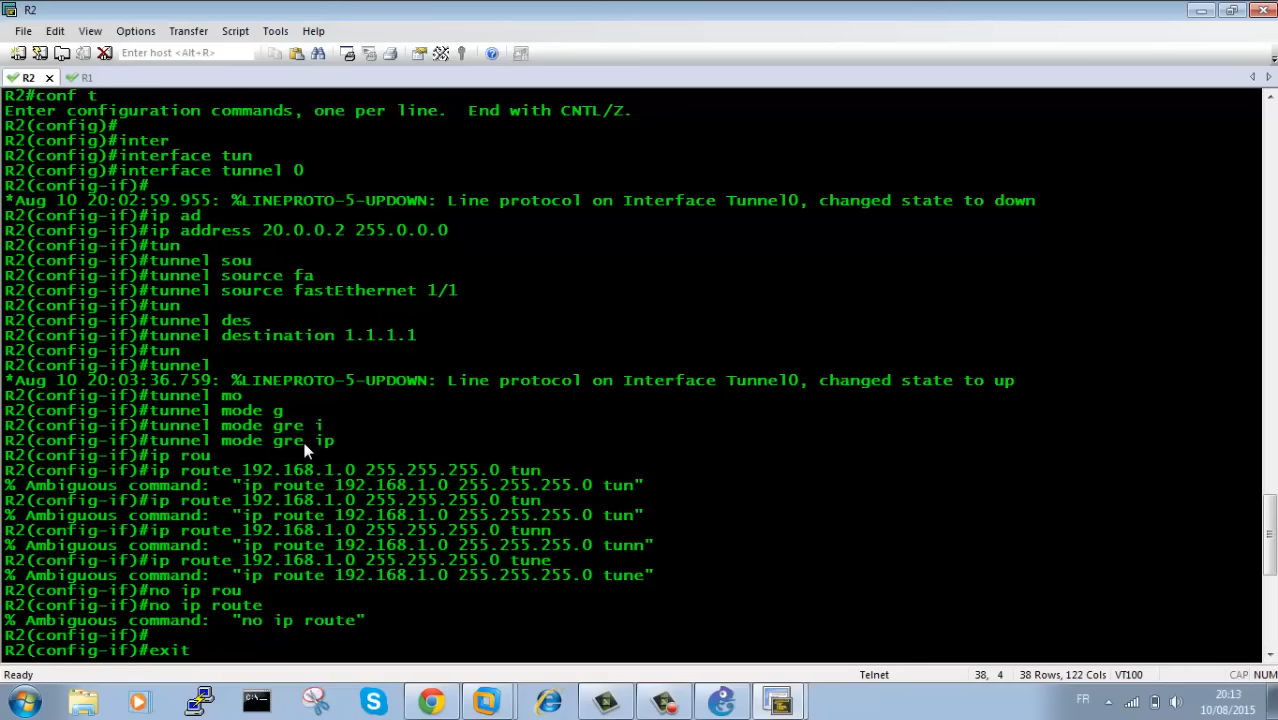 R2
File Edit View Options Transfer Script Tools Help
Enter host <Alt+R>
R2 R1
R2#conf t
Enter configuration commands, one per line.  End with CNTL/Z.
R2(config)#
R2(config)#inter
R2(config)#interface tun
R2(config)#interface tunnel 0
R2(config-if)#
*Aug 10 20:02:59.955: %LINEPROTO-5-UPDOWN: Line protocol on Interface Tunnel0, changed state to down
R2(config-if)#ip ad
R2(config-if)#ip address 20.0.0.2 255.0.0.0
R2(config-if)#tun
R2(config-if)#tunnel sou
R2(config-if)#tunnel source fa
R2(config-if)#tunnel source fastEthernet 1/1
R2(config-if)#tun
R2(config-if)#tunnel des
R2(config-if)#tunnel destination 1.1.1.1
R2(config-if)#tun
R2(config-if)#tunnel
*Aug 10 20:03:36.759: %LINEPROTO-5-UPDOWN: Line protocol on Interface Tunnel0, changed state to up
R2(config-if)#tunnel mo
R2(config-if)#tunnel mode g
R2(config-if)#tunnel mode gre i
R2(config-if)#tunnel mode gre ip
R2(config-if)#ip rou
R2(config-if)#ip route 192.168.1.0 255.255.255.0 tun
% Ambiguous command:  "ip route 192.168.1.0 255.255.255.0 tun"
R2(config-if)#ip route 192.168.1.0 255.255.255.0 tun
% Ambiguous command:  "ip route 192.168.1.0 255.255.255.0 tun"
R2(config-if)#ip route 192.168.1.0 255.255.255.0 tunn
% Ambiguous command:  "ip route 192.168.1.0 255.255.255.0 tunn"
R2(config-if)#ip route 192.168.1.0 255.255.255.0 tune
% Ambiguous command:  "ip route 192.168.1.0 255.255.255.0 tune"
R2(config-if)#no ip rou
R2(config-if)#no ip route
% Ambiguous command:  "no ip route"
R2(config-if)#
R2(config-if)#exit
Ready Telnet 38, 4 38 Rows, 122 Cols VT100 CAP NUM
FR 20:13
10/08/2015